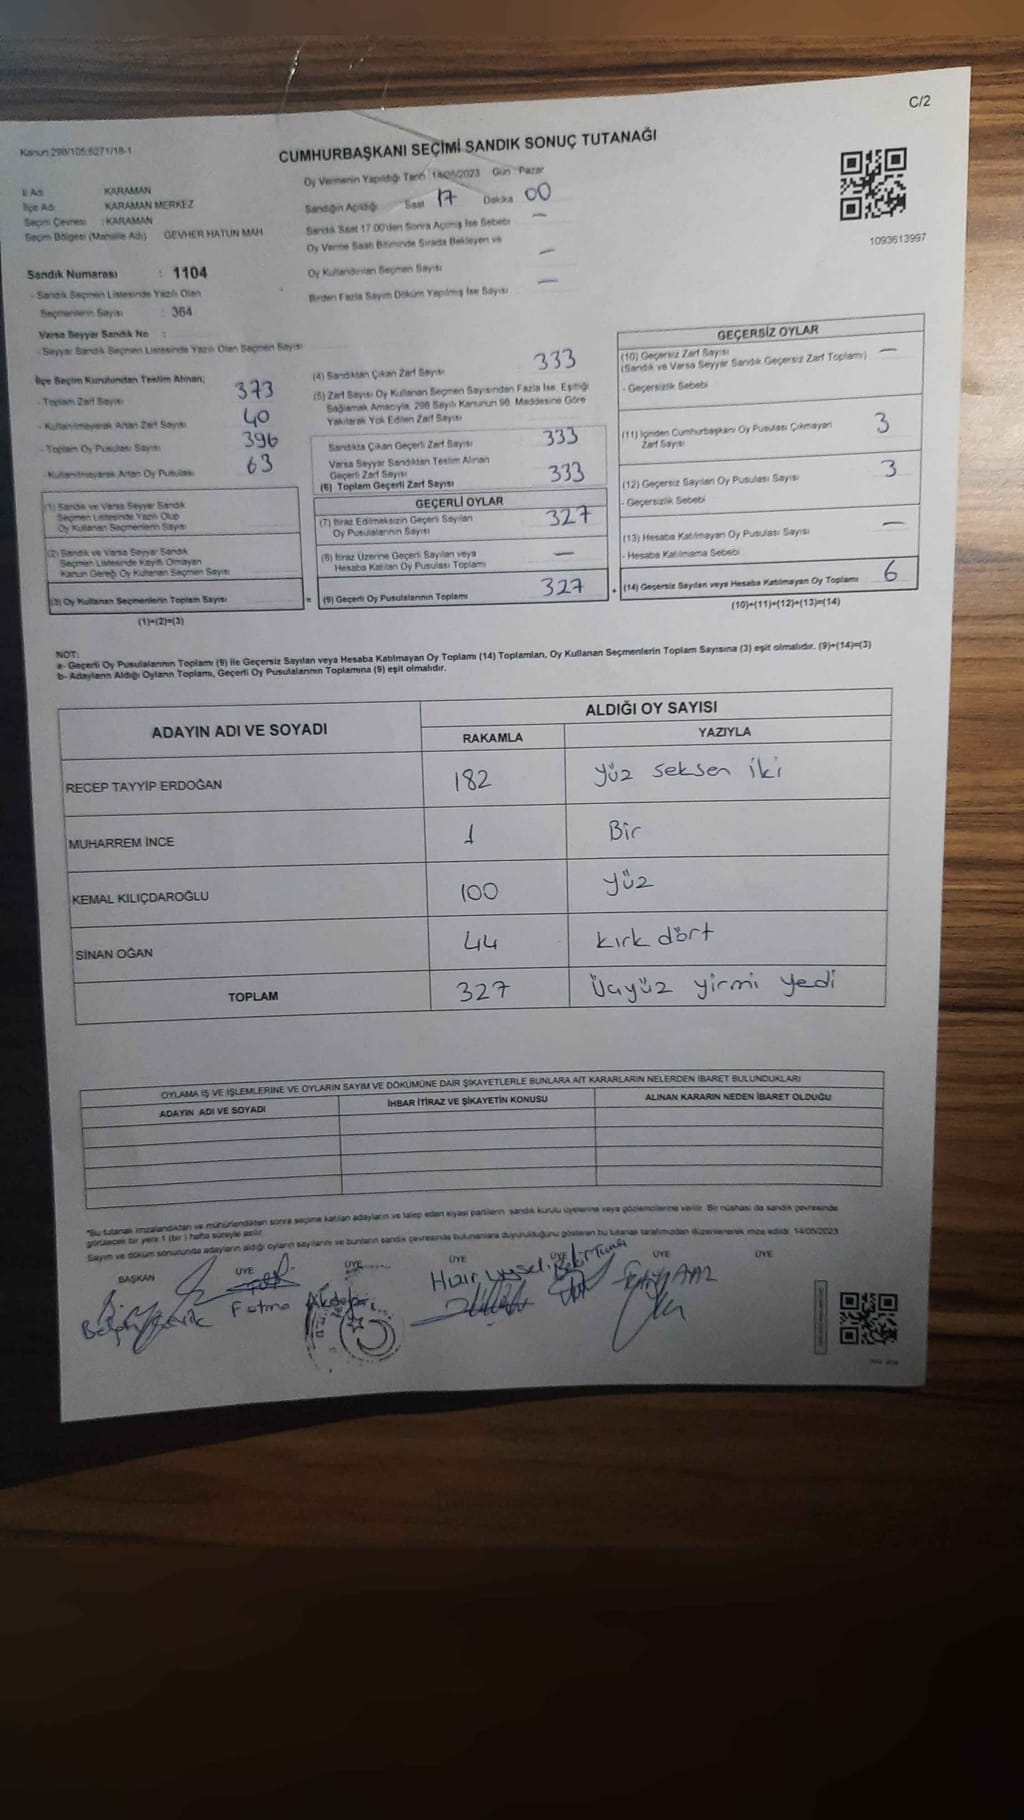 C/2
Kanun 298/105,6271/18-1
CUMHURBAŞKANI SEÇİMİ SANDIK SONUÇ TUTANAĞI
Oy Vermenin Yapıldığı Tarih 14/05/2023 Gün Pazar
İl Adı KARAMAN
İlçe Adı KARAMAN MERKEZ
Seçim Çevresi : KARAMAN
Seçim Bölgesi (Mahalle Adı) GEVHER HATUN MAH
Sandığın Açıldığı Saat 17 Dakika 00
Sandık Saat 17.00'den Sonra Açılmış İse Sebebi —
Oy Verme Saati Bitiminde Sırada Bekleyen ve
Oy Kullandırılan Seçmen Sayısı —
Birden Fazla Sayım Döküm Yapılmış İse Sayısı —
1093613997
Sandık Numarası : 1104
- Sandık Seçmen Listesinde Yazılı Olan
Seçmenlerin Sayısı : 364
Varsa Seyyar Sandık No :
- Seyyar Sandık Seçmen Listesinde Yazılı Olan Seçmen Sayısı
İlçe Seçim Kurulundan Teslim Alınan;
- Toplam Zarf Sayısı 373
- Kullanılmayarak Artan Zarf Sayısı 40
- Toplam Oy Pusulası Sayısı 396
- Kullanılmayarak Artan Oy Pusulası 63
(1) Sandık ve Varsa Seyyar Sandık
Seçmen Listesinde Yazılı Olup
Oy Kullanan Seçmenlerin Sayısı
(2) Sandık ve Varsa Seyyar Sandık
Seçmen Listesinde Kayıtlı Olmayan
Kanun Gereği Oy Kullanan Seçmen Sayısı
(3) Oy Kullanan Seçmenlerin Toplam Sayısı
(1)+(2)=(3)
(4) Sandıktan Çıkan Zarf Sayısı 333
(5) Zarf Sayısı Oy Kullanan Seçmen Sayısından Fazla İse, Eşitliği
Sağlamak Amacıyla, 298 Sayılı Kanunun 98. Maddesine Göre
Yakılarak Yok Edilen Zarf Sayısı
Sandıkta Çıkan Geçerli Zarf Sayısı 333
Varsa Seyyar Sandıktan Teslim Alınan
Geçerli Zarf Sayısı
(6) Toplam Geçerli Zarf Sayısı 333
GEÇERLİ OYLAR
(7) İtiraz Edilmeksizin Geçerli Sayılan
Oy Pusulalarının Sayısı 327
(8) İtiraz Üzerine Geçerli Sayılan veya
Hesaba Katılan Oy Pusulası Toplamı —
= (9) Geçerli Oy Pusulalarının Toplamı 327
GEÇERSİZ OYLAR
(10) Geçersiz Zarf Sayısı —
(Sandık ve Varsa Seyyar Sandık Geçersiz Zarf Toplamı)
- Geçersizlik Sebebi
(11) İçinden Cumhurbaşkanı Oy Pusulası Çıkmayan
Zarf Sayısı 3
(12) Geçersiz Sayılan Oy Pusulası Sayısı 3
- Geçersizlik Sebebi
(13) Hesaba Katılmayan Oy Pusulası Sayısı —
- Hesaba Katılmama Sebebi
+ (14) Geçersiz Sayılan veya Hesaba Katılmayan Oy Toplamı 6
(10)+(11)+(12)+(13)=(14)
NOT:
a- Geçerli Oy Pusulalarının Toplamı (9) ile Geçersiz Sayılan veya Hesaba Katılmayan Oy Toplamı (14) Toplamları, Oy Kullanan Seçmenlerin Toplam Sayısına (3) eşit olmalıdır. (9)+(14)=(3)
b- Adayların Aldığı Oyların Toplamı, Geçerli Oy Pusulalarının Toplamına (9) eşit olmalıdır.
ADAYIN ADI VE SOYADI
ALDIĞI OY SAYISI
RAKAMLA YAZIYLA
RECEP TAYYİP ERDOĞAN 182 Yüz seksen iki
MUHARREM İNCE 1 Bir
KEMAL KILIÇDAROĞLU 100 Yüz
SİNAN OĞAN 44 kırk dört
TOPLAM 327 Üçyüz yirmi yedi
OYLAMA İŞ VE İŞLEMLERİNE VE OYLARIN SAYIM VE DÖKÜMÜNE DAİR ŞİKAYETLERLE BUNLARA AİT KARARLARIN NELERDEN İBARET BULUNDUKLARI
ADAYIN ADI VE SOYADI İHBAR İTİRAZ VE ŞİKAYETİN KONUSU ALINAN KARARIN NEDEN İBARET OLDUĞU
*Bu tutanak imzalandıktan ve mühürlendikten sonra seçime katılan adayların ve talep eden siyasi partilerin sandık kurulu üyelerine veya gözlemcilerine verilir. Bir nüshası da sandık çevresinde
görülecek bir yere 1 (bir) hafta süreyle asılır.
Sayım ve döküm sonucunda adayların aldığı oyların sayılarını ve bunların sandık çevresinde bulunanlara duyurulduğunu gösteren bu tutanak tarafımızdan düzenlenerek imza edildi. 14/05/2023
BAŞKAN ÜYE ÜYE ÜYE ÜYE ÜYE ÜYE
Fatma Akdoğan
Hızır uysal
Bekir Tuna